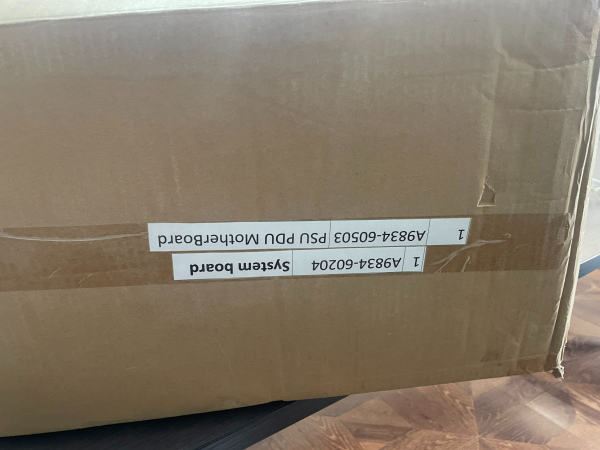 1 A9834-60204 System board
1 A9834-60503 PSU PDU MotherBoard